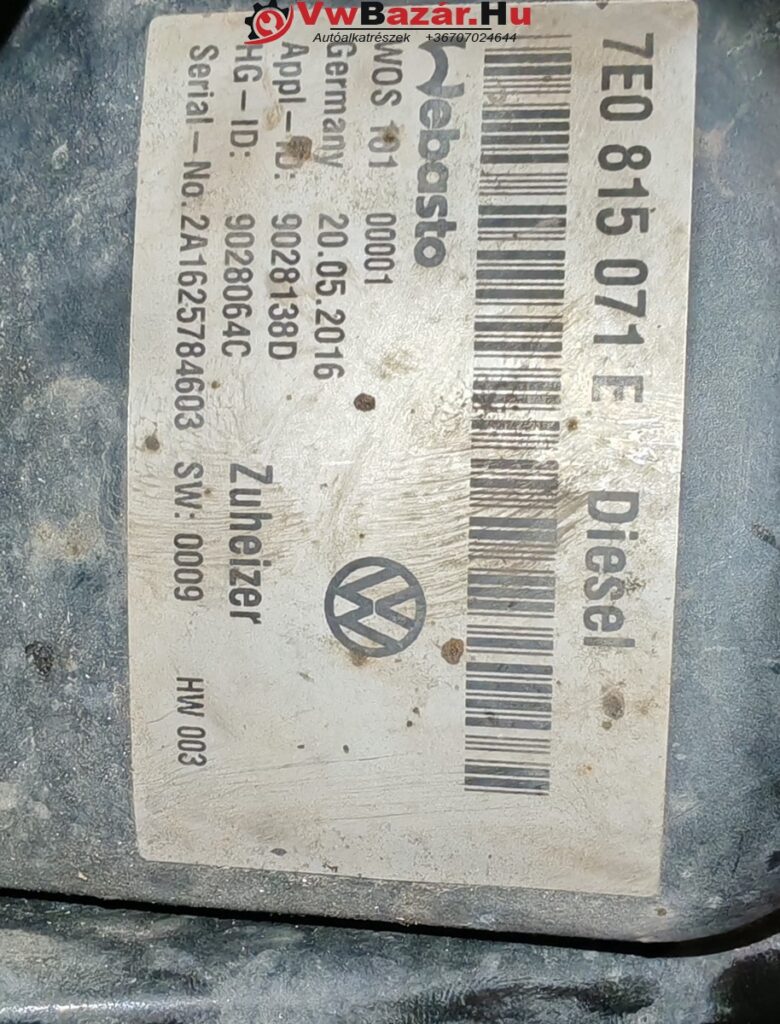 VwBazár.Hu
Autóalkatrészek +36707024644
7E0 815 071 E Diesel
Webasto
WOS 101 00001
Germany 20.05.2016
Appl-ID: 9028138D
HG-ID: 9028064C Zuheizer
Serial-No. 2A1625784603 SW: 0009 HW 003